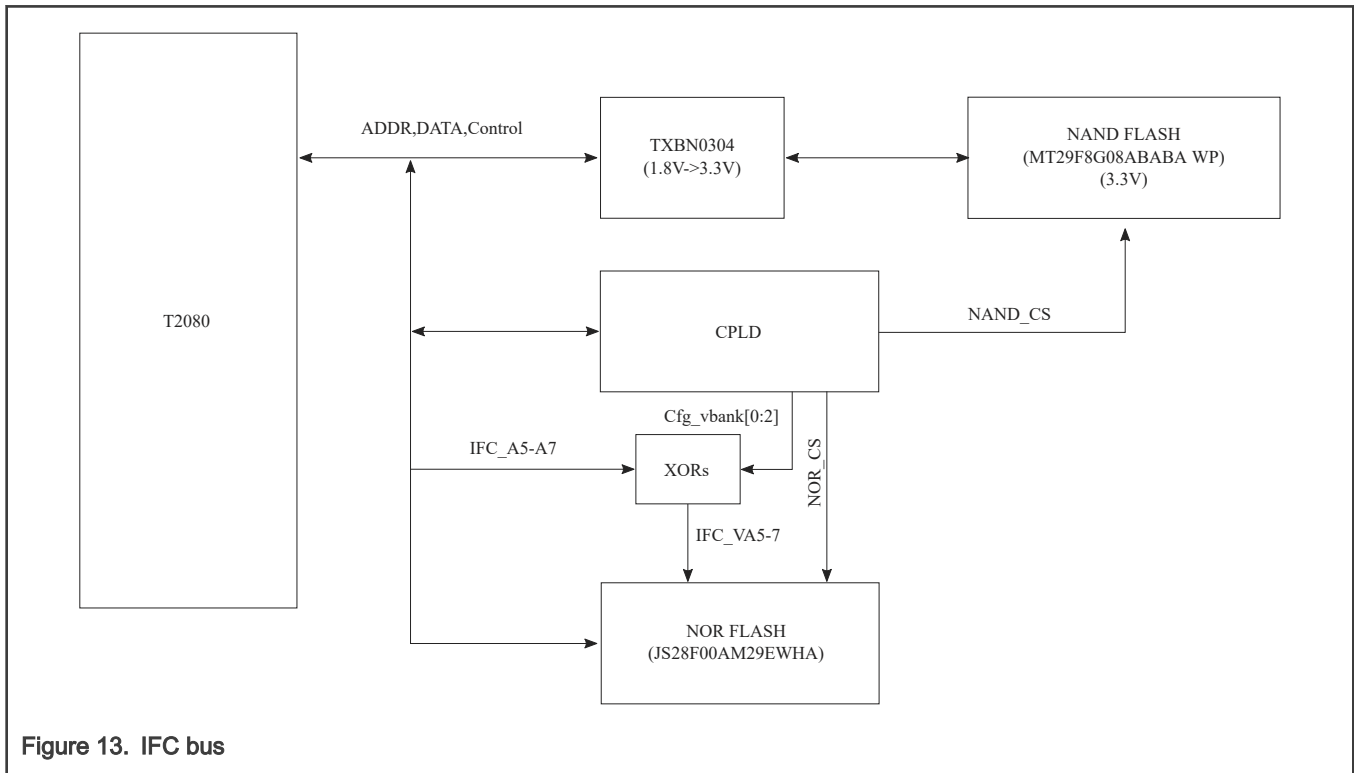 ADDR,DATA,Control
TXBN0304
(1.8V->3.3V)
NAND FLASH
(MT29F8G08ABABA WP)
(3.3V)
T2080
CPLD
NAND_CS
Cfg_vbank[0:2]
IFC_A5-A7
XORs
NOR_CS
IFC_VA5-7
NOR FLASH
(JS28F00AM29EWHA)
Figure 13. IFC bus